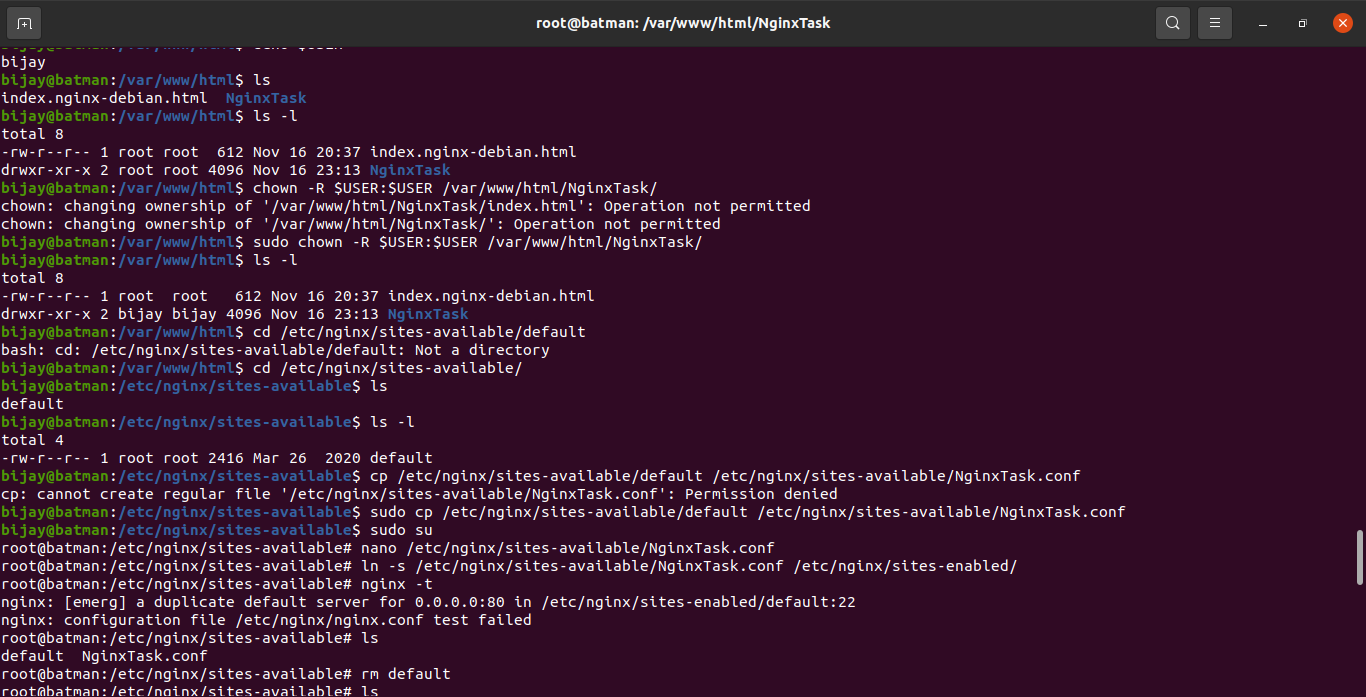 root@batman: /var/www/html/NginxTask
bijay@batman:/var/www/html$ echo $USER
bijay
bijay@batman:/var/www/html$ ls
index.nginx-debian.html  NginxTask
bijay@batman:/var/www/html$ ls -l
total 8
-rw-r--r-- 1 root root  612 Nov 16 20:37 index.nginx-debian.html
drwxr-xr-x 2 root root 4096 Nov 16 23:13 NginxTask
bijay@batman:/var/www/html$ chown -R $USER:$USER /var/www/html/NginxTask/
chown: changing ownership of '/var/www/html/NginxTask/index.html': Operation not permitted
chown: changing ownership of '/var/www/html/NginxTask/': Operation not permitted
bijay@batman:/var/www/html$ sudo chown -R $USER:$USER /var/www/html/NginxTask/
bijay@batman:/var/www/html$ ls -l
total 8
-rw-r--r-- 1 root  root   612 Nov 16 20:37 index.nginx-debian.html
drwxr-xr-x 2 bijay bijay 4096 Nov 16 23:13 NginxTask
bijay@batman:/var/www/html$ cd /etc/nginx/sites-available/default
bash: cd: /etc/nginx/sites-available/default: Not a directory
bijay@batman:/var/www/html$ cd /etc/nginx/sites-available/
bijay@batman:/etc/nginx/sites-available$ ls
default
bijay@batman:/etc/nginx/sites-available$ ls -l
total 4
-rw-r--r-- 1 root root 2416 Mar 26  2020 default
bijay@batman:/etc/nginx/sites-available$ cp /etc/nginx/sites-available/default /etc/nginx/sites-available/NginxTask.conf
cp: cannot create regular file '/etc/nginx/sites-available/NginxTask.conf': Permission denied
bijay@batman:/etc/nginx/sites-available$ sudo cp /etc/nginx/sites-available/default /etc/nginx/sites-available/NginxTask.conf
bijay@batman:/etc/nginx/sites-available$ sudo su
root@batman:/etc/nginx/sites-available# nano /etc/nginx/sites-available/NginxTask.conf
root@batman:/etc/nginx/sites-available# ln -s /etc/nginx/sites-available/NginxTask.conf /etc/nginx/sites-enabled/
root@batman:/etc/nginx/sites-available# nginx -t
nginx: [emerg] a duplicate default server for 0.0.0.0:80 in /etc/nginx/sites-enabled/default:22
nginx: configuration file /etc/nginx/nginx.conf test failed
root@batman:/etc/nginx/sites-available# ls
default  NginxTask.conf
root@batman:/etc/nginx/sites-available# rm default
root@batman:/etc/nginx/sites-available# ls